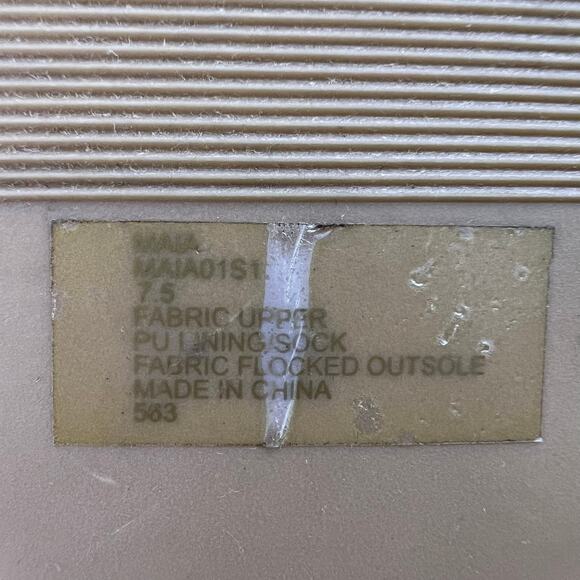 MAIA
MAIA01S1
7.5
FABRIC UPPER
PU LINING/SOCK
FABRIC FLOCKED OUTSOLE
MADE IN CHINA
563